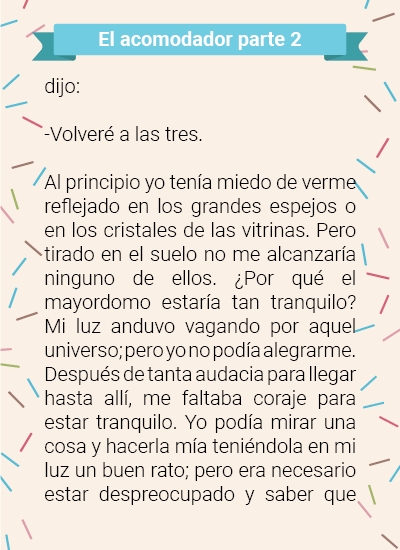 El acomodador parte 2
dijo:
-Volveré a las tres.
Al principio yo tenía miedo de verme
reflejado en los grandes espejos o
en los cristales de las vitrinas. Pero
tirado en el suelo no me alcanzaría
ninguno de ellos. ¿Por qué el
mayordomo estaría tan tranquilo?
Mi luz anduvo vagando por aquel
universo; pero yo no podía alegrarme.
Después de tanta audacia para llegar
hasta allí, me faltaba coraje para
estar tranquilo. Yo podía mirar una
cosa y hacerla mía teniéndola en mi
luz un buen rato; pero era necesario
estar despreocupado y saber que